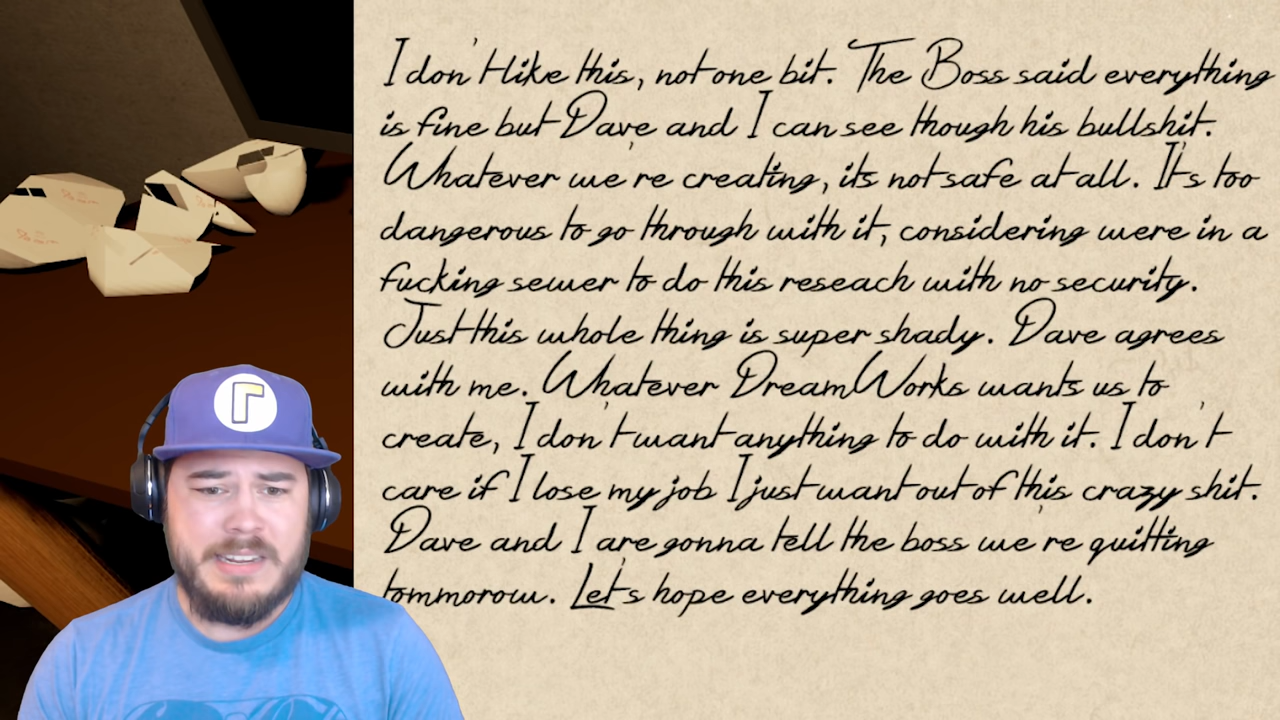 I don't like this, not one bit. The Boss said everything
is fine but Dave and I can see though his bullshit.
Whatever we're creating, its not safe at all. It's too
dangerous to go through with it, considering were in a
fucking sewer to do this reseach with no security.
Just this whole thing is super shady. Dave agrees
with me. Whatever DreamWorks wants us to
create, I don't want anything to do with it. I don't
care if I lose my job I just want out of this crazy shit.
Dave and I are gonna tell the boss we're quitting
tommorow. Let's hope everything goes well.